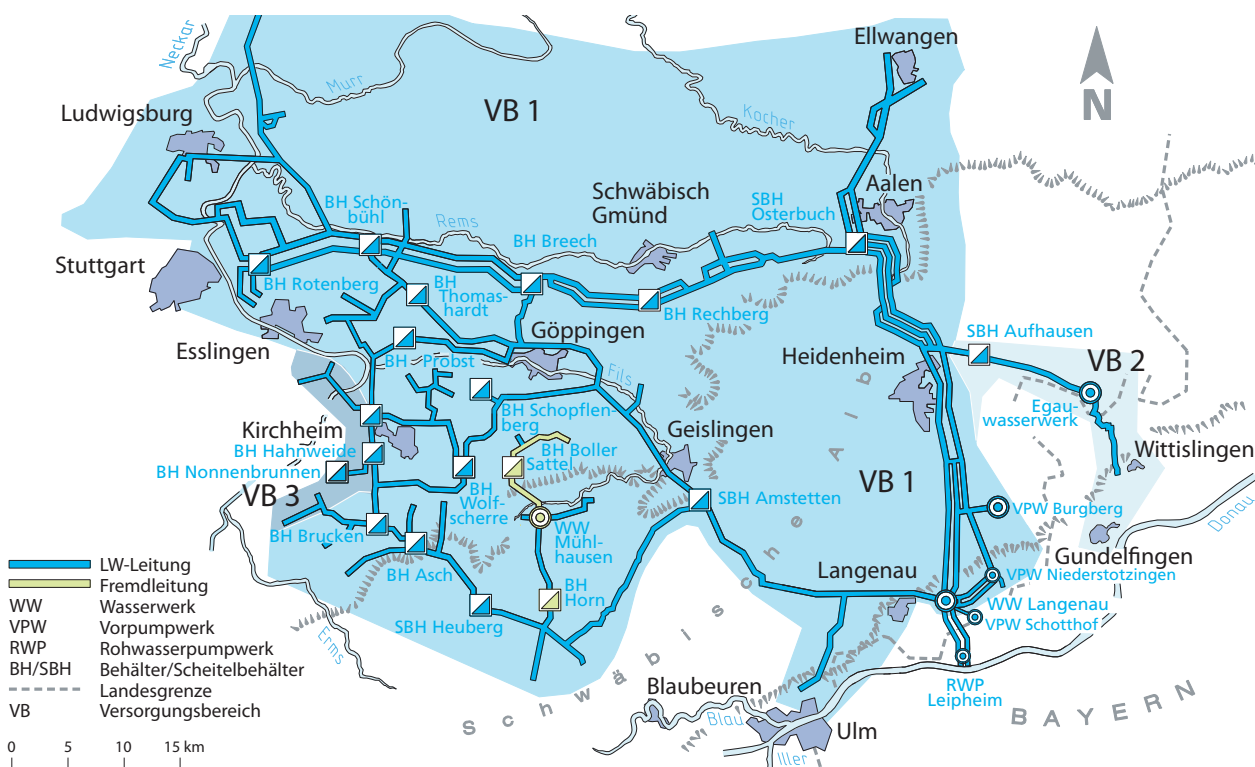 Neckar
Murr
Kocher
Ellwangen
N
Ludwigsburg
VB 1
Aalen
Schwäbisch
Gmünd
SBH
Osterbuch
BH Schön-
bühl
Rems
BH Breech
Stuttgart
BH Rotenberg
BH
Thomas-
hardt
BH Rechberg
Göppingen
Esslingen
BH Probst
Fils
Heidenheim
SBH Aufhausen
VB 2
Egau-
wasserwerk
BH Schopflen-
berg
Kirchheim
BH Hahnweide
BH Nonnenbrunnen
VB 3
BH Boller
Sattel
Geislingen
Wittislingen
VB 1
BH
Wolf-
scherre
SBH Amstetten
WW
Mühl-
hausen
VPW Burgberg
Donau
BH Brucken
Gundelfingen
BH Asch
BH
Horn
Langenau
VPW Niederstotzingen
WW Langenau
VPW Schotthof
SBH Heuberg
Erms
RWP
Leipheim
Blaubeuren
Blau
Ulm
Iller
Schwäbische Alb
BAYERN
LW-Leitung
Fremdleitung
WW Wasserwerk
VPW Vorpumpwerk
RWP Rohwasserpumpwerk
BH/SBH Behälter/Scheitelbehälter
Landesgrenze
VB Versorgungsbereich
0 5 10 15 km